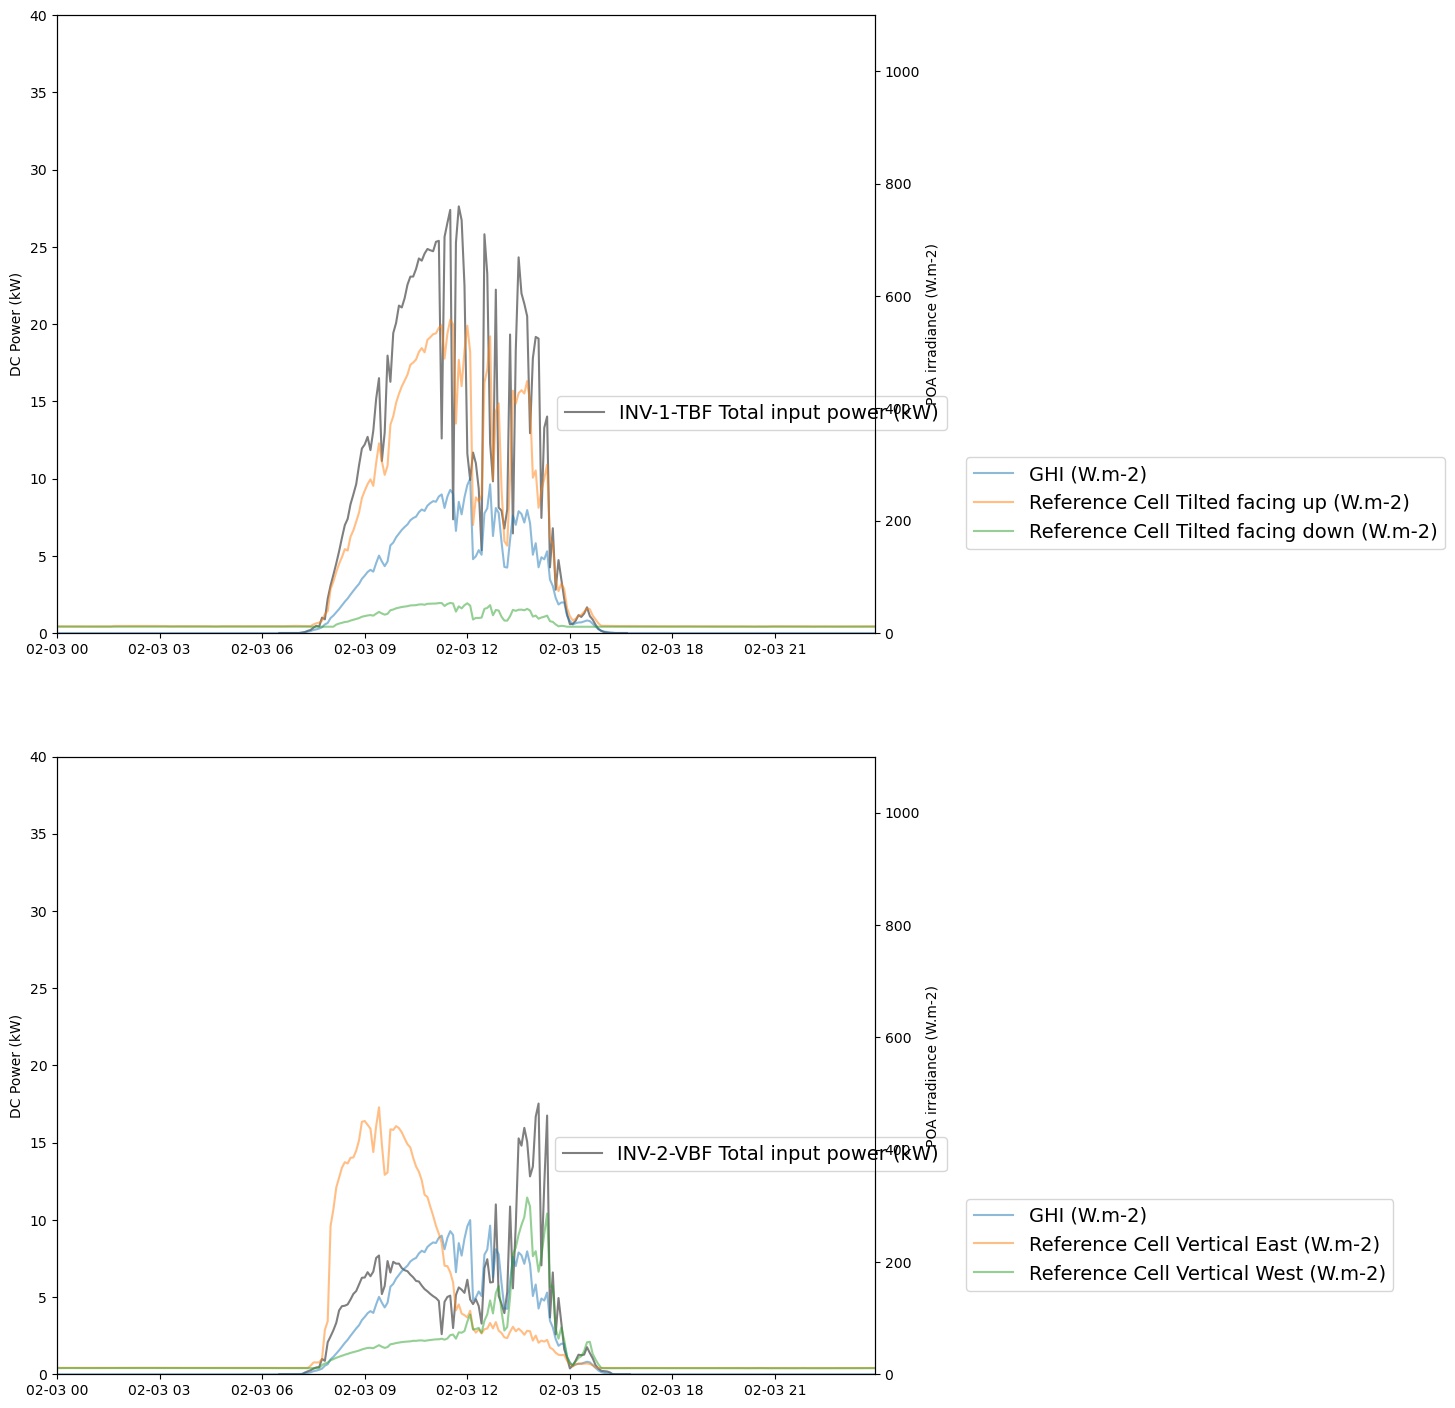 40
35
30
25
20
15
10
5
0
DC Power (kW)
1000
800
600
400
200
0
POA irradiance (W.m-2)
INV-1-TBF Total input power (kW)
GHI (W.m-2)
Reference Cell Tilted facing up (W.m-2)
Reference Cell Tilted facing down (W.m-2)
02-03 00 02-03 03 02-03 06 02-03 09 02-03 12 02-03 15 02-03 18 02-03 21
40
35
30
25
20
15
10
5
0
DC Power (kW)
1000
800
600
400
200
0
POA irradiance (W.m-2)
INV-2-VBF Total input power (kW)
GHI (W.m-2)
Reference Cell Vertical East (W.m-2)
Reference Cell Vertical West (W.m-2)
02-03 00 02-03 03 02-03 06 02-03 09 02-03 12 02-03 15 02-03 18 02-03 21